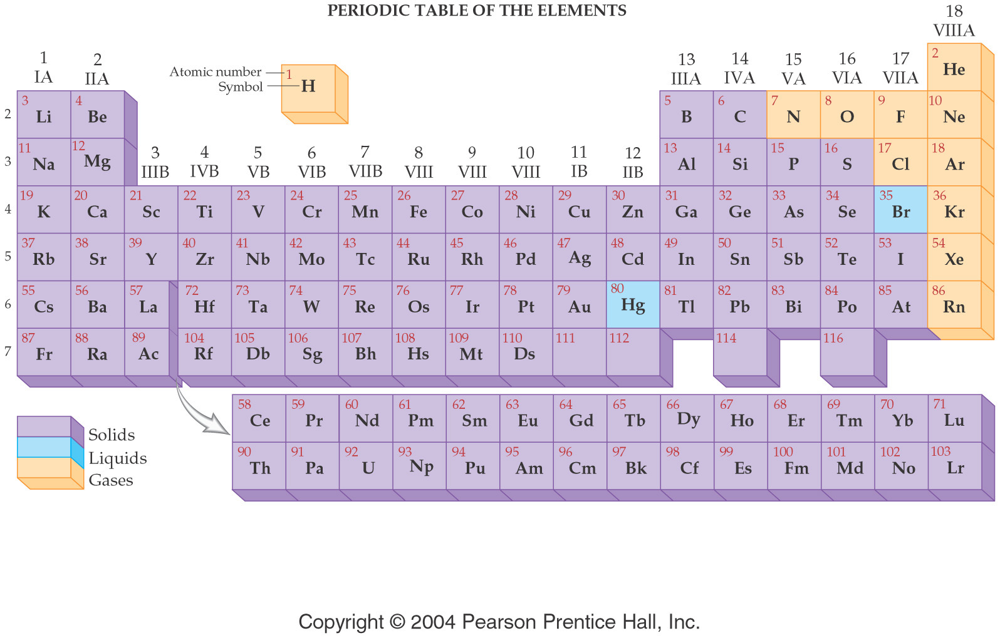 PERIODIC TABLE OF THE ELEMENTS
18
VIIIA
1
IA
2
IIA
Atomic number
Symbol
1
H
13
IIIA
14
IVA
15
VA
16
VIA
17
VIIA
2
He
2
3 Li 4 Be 5 B 6 C 7 N 8 O 9 F 10 Ne
3
11 Na 12 Mg
3
IIIB
4
IVB
5
VB
6
VIB
7
VIIB
8
VIII
9
VIII
10
VIII
11
IB
12
IIB
13 Al 14 Si 15 P 16 S 17 Cl 18 Ar
4
19 K 20 Ca 21 Sc 22 Ti 23 V 24 Cr 25 Mn 26 Fe 27 Co 28 Ni 29 Cu 30 Zn 31 Ga 32 Ge 33 As 34 Se 35 Br 36 Kr
5
37 Rb 38 Sr 39 Y 40 Zr 41 Nb 42 Mo 43 Tc 44 Ru 45 Rh 46 Pd 47 Ag 48 Cd 49 In 50 Sn 51 Sb 52 Te 53 I 54 Xe
6
55 Cs 56 Ba 57 La 72 Hf 73 Ta 74 W 75 Re 76 Os 77 Ir 78 Pt 79 Au 80 Hg 81 Tl 82 Pb 83 Bi 84 Po 85 At 86 Rn
7
87 Fr 88 Ra 89 Ac 104 Rf 105 Db 106 Sg 107 Bh 108 Hs 109 Mt 110 Ds 111 112 114 116
58 Ce 59 Pr 60 Nd 61 Pm 62 Sm 63 Eu 64 Gd 65 Tb 66 Dy 67 Ho 68 Er 69 Tm 70 Yb 71 Lu
90 Th 91 Pa 92 U 93 Np 94 Pu 95 Am 96 Cm 97 Bk 98 Cf 99 Es 100 Fm 101 Md 102 No 103 Lr
Solids
Liquids
Gases
Copyright © 2004 Pearson Prentice Hall, Inc.